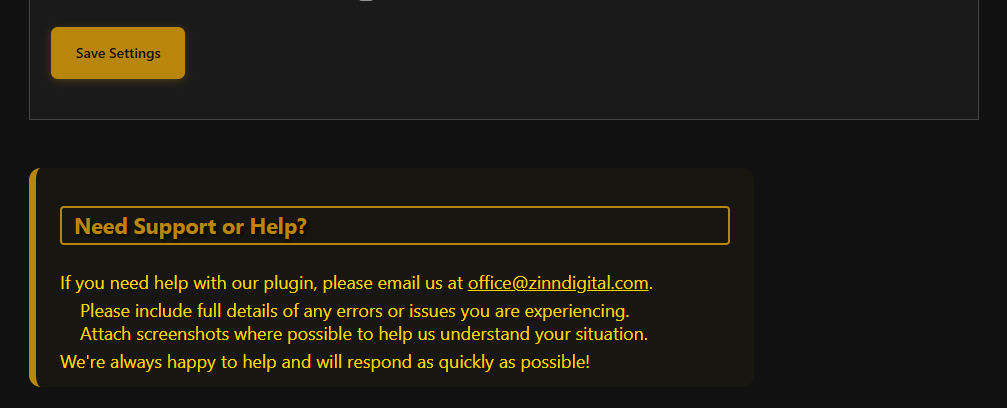 Save Settings
Need Support or Help?
If you need help with our plugin, please email us at office@zinndigital.com.
Please include full details of any errors or issues you are experiencing.
Attach screenshots where possible to help us understand your situation.
We're always happy to help and will respond as quickly as possible!